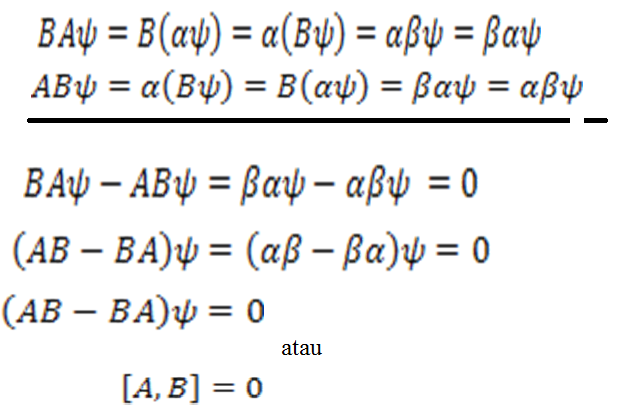 BAψ = B(αψ) = α(Bψ) = αβψ = βαψ
ABψ = α(Bψ) = B(αψ) = βαψ = αβψ
BAψ − ABψ = βαψ − αβψ = 0
(AB − BA)ψ = (αβ − βα)ψ = 0
(AB − BA)ψ = 0
atau
[A, B] = 0